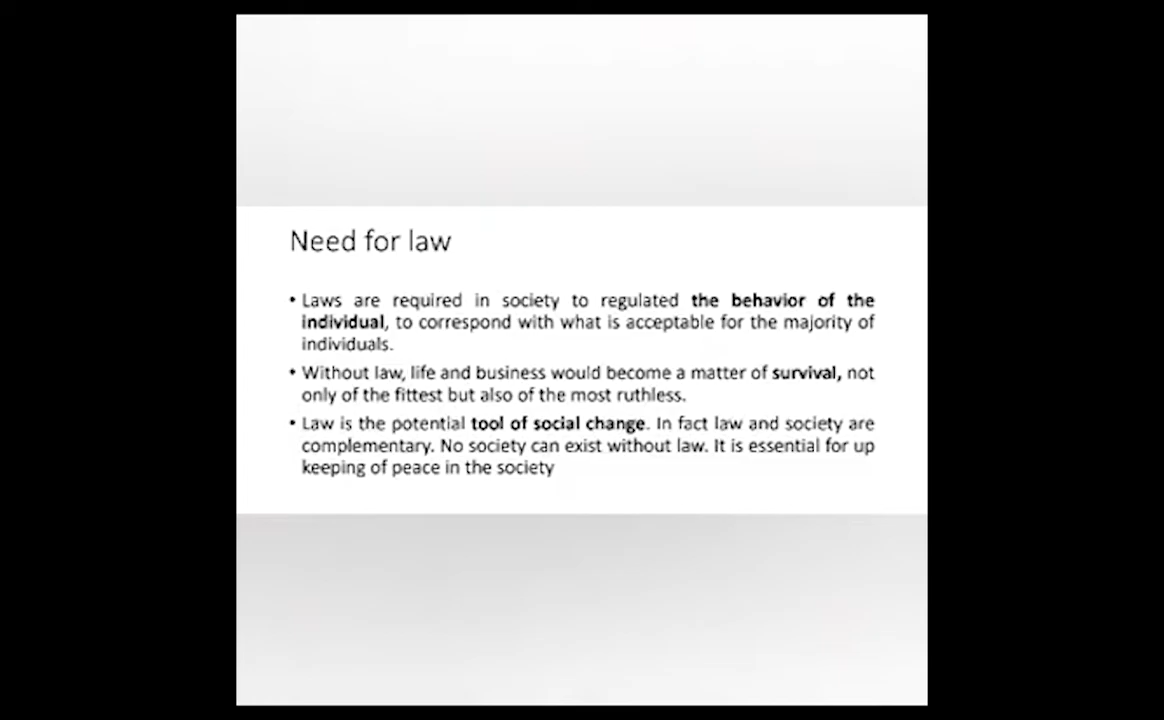 Need for law
• Laws are required in society to regulated the behavior of the
individual, to correspond with what is acceptable for the majority of
individuals.
• Without law, life and business would become a matter of survival, not
only of the fittest but also of the most ruthless.
• Law is the potential tool of social change. In fact law and society are
complementary. No society can exist without law. It is essential for up
keeping of peace in the society